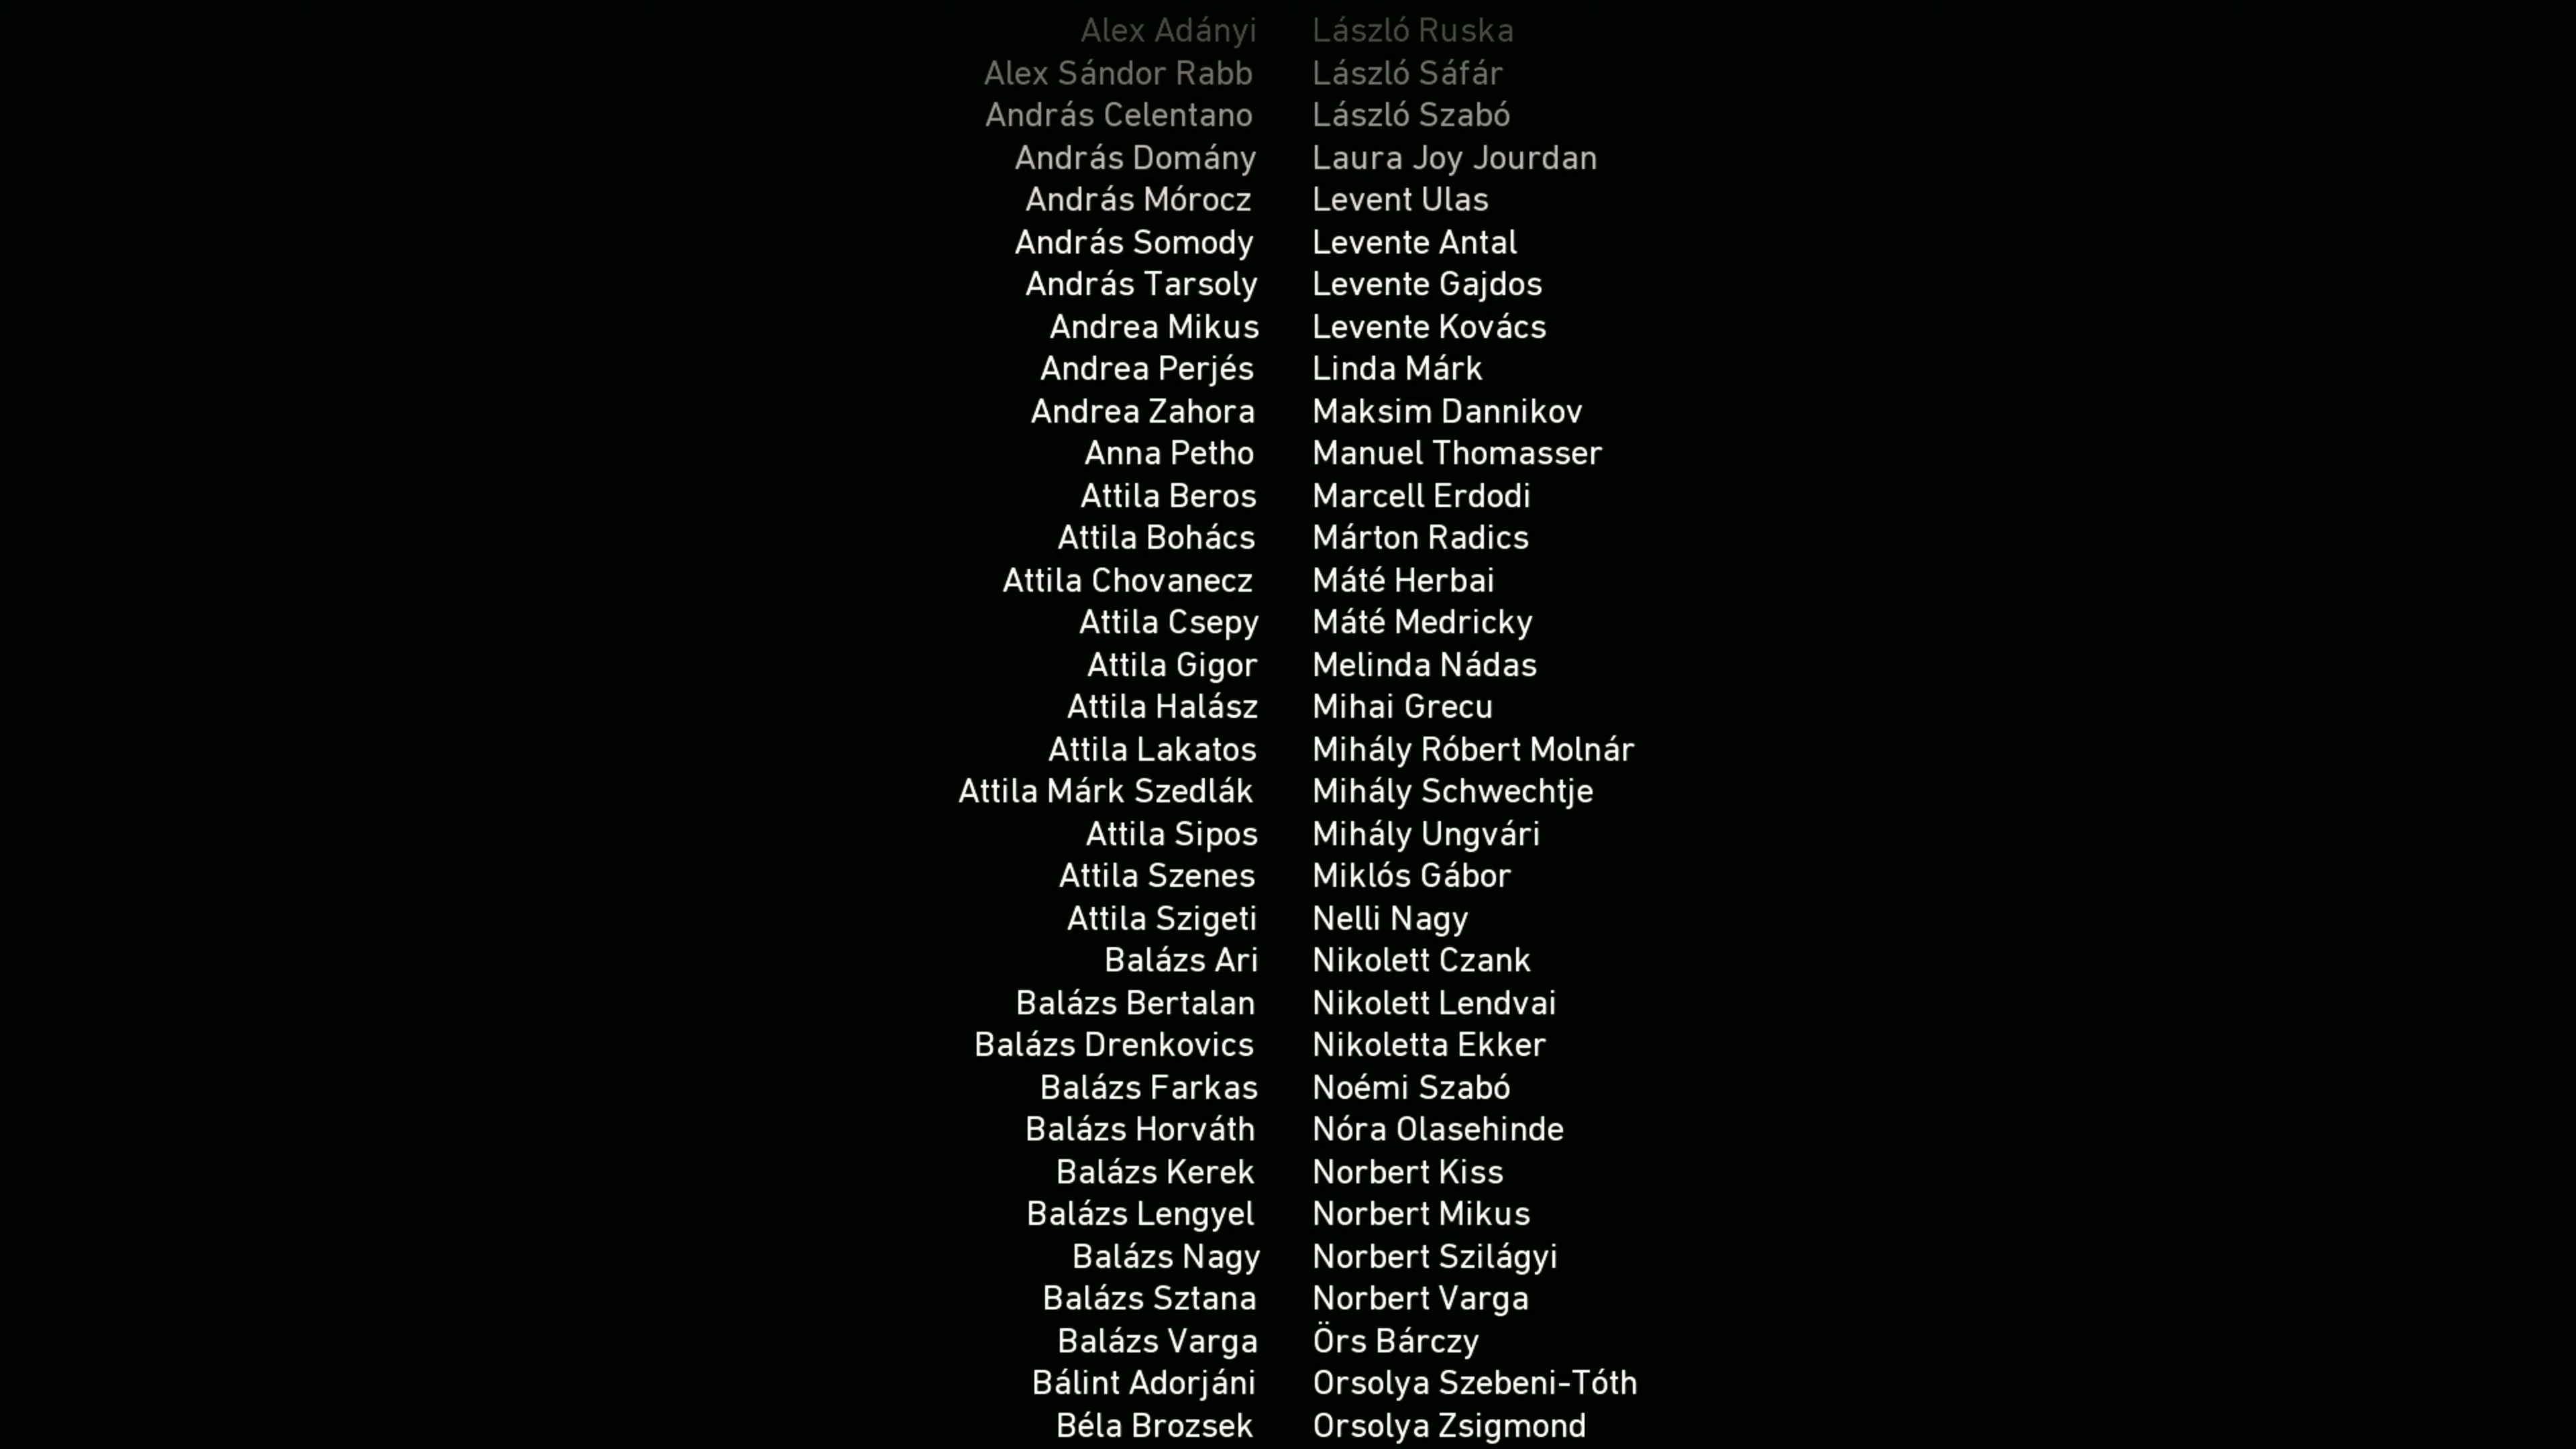 Alex Adányi László Ruska
Alex Sándor Rabb László Sáfár
András Celentano László Szabó
András Domány Laura Joy Jourdan
András Mórocz Levent Ulas
András Somody Levente Antal
András Tarsoly Levente Gajdos
Andrea Mikus Levente Kovács
Andrea Perjés Linda Márk
Andrea Zahora Maksim Dannikov
Anna Petho Manuel Thomasser
Attila Beros Marcell Erdodi
Attila Bohács Márton Radics
Attila Chovanecz Máté Herbai
Attila Csepy Máté Medricky
Attila Gigor Melinda Nádas
Attila Halász Mihai Grecu
Attila Lakatos Mihály Róbert Molnár
Attila Márk Szedlák Mihály Schwechtje
Attila Sipos Mihály Ungvári
Attila Szenes Miklós Gábor
Attila Szigeti Nelli Nagy
Balázs Ari Nikolett Czank
Balázs Bertalan Nikolett Lendvai
Balázs Drenkovics Nikoletta Ekker
Balázs Farkas Noémi Szabó
Balázs Horváth Nóra Olasehinde
Balázs Kerek Norbert Kiss
Balázs Lengyel Norbert Mikus
Balázs Nagy Norbert Szilágyi
Balázs Sztana Norbert Varga
Balázs Varga Örs Bárczy
Bálint Adorjáni Orsolya Szebeni-Tóth
Béla Brozsek Orsolya Zsigmond